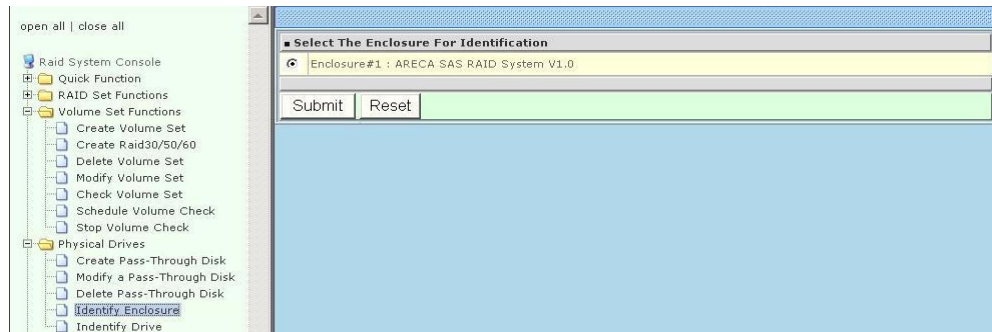 open all | close all
Raid System Console
Quick Function
RAID Set Functions
Volume Set Functions
Create Volume Set
Create Raid30/50/60
Delete Volume Set
Modify Volume Set
Check Volume Set
Schedule Volume Check
Stop Volume Check
Physical Drives
Create Pass-Through Disk
Modify a Pass-Through Disk
Delete Pass-Through Disk
Identify Enclosure
Indentify Drive
Select The Enclosure For Identification
Enclosure#1 : ARECA SAS RAID System V1.0
Submit Reset